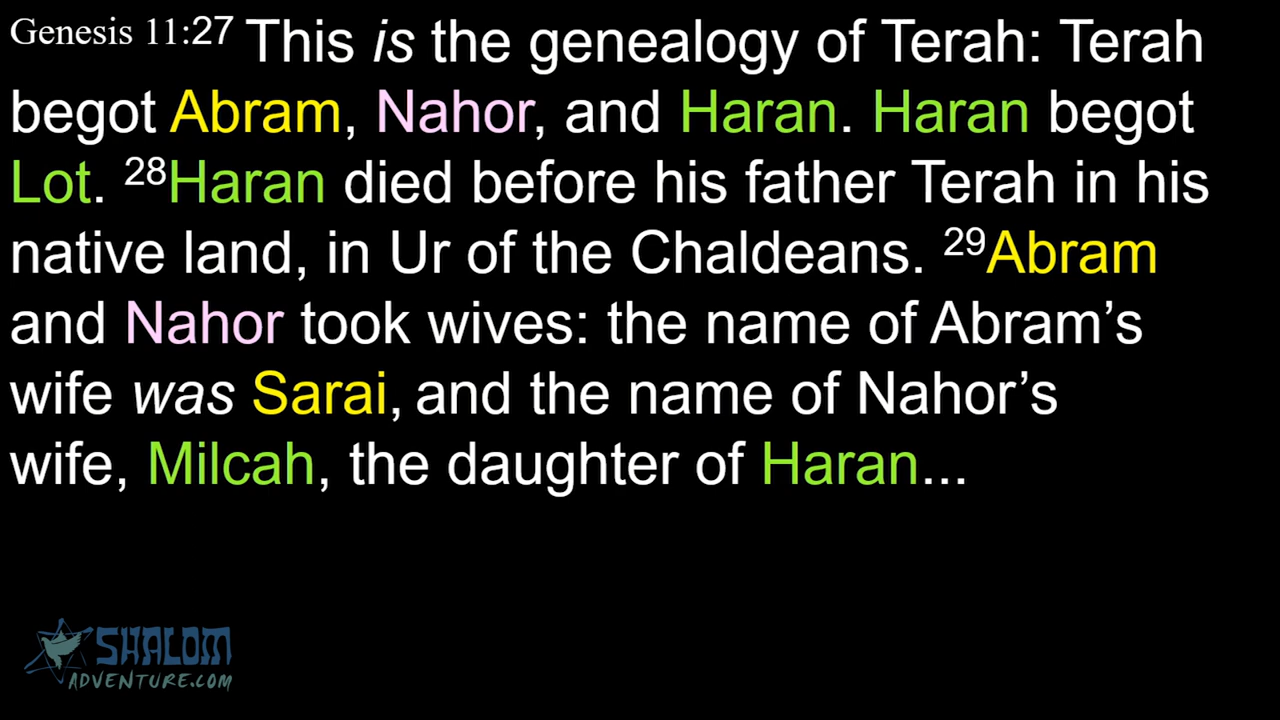 Genesis 11:27 This is the genealogy of Terah: Terah
begot Abram, Nahor, and Haran. Haran begot
Lot. 28Haran died before his father Terah in his
native land, in Ur of the Chaldeans. 29Abram
and Nahor took wives: the name of Abram’s
wife was Sarai, and the name of Nahor’s
wife, Milcah, the daughter of Haran...
SHALOM
ADVENTURE.COM